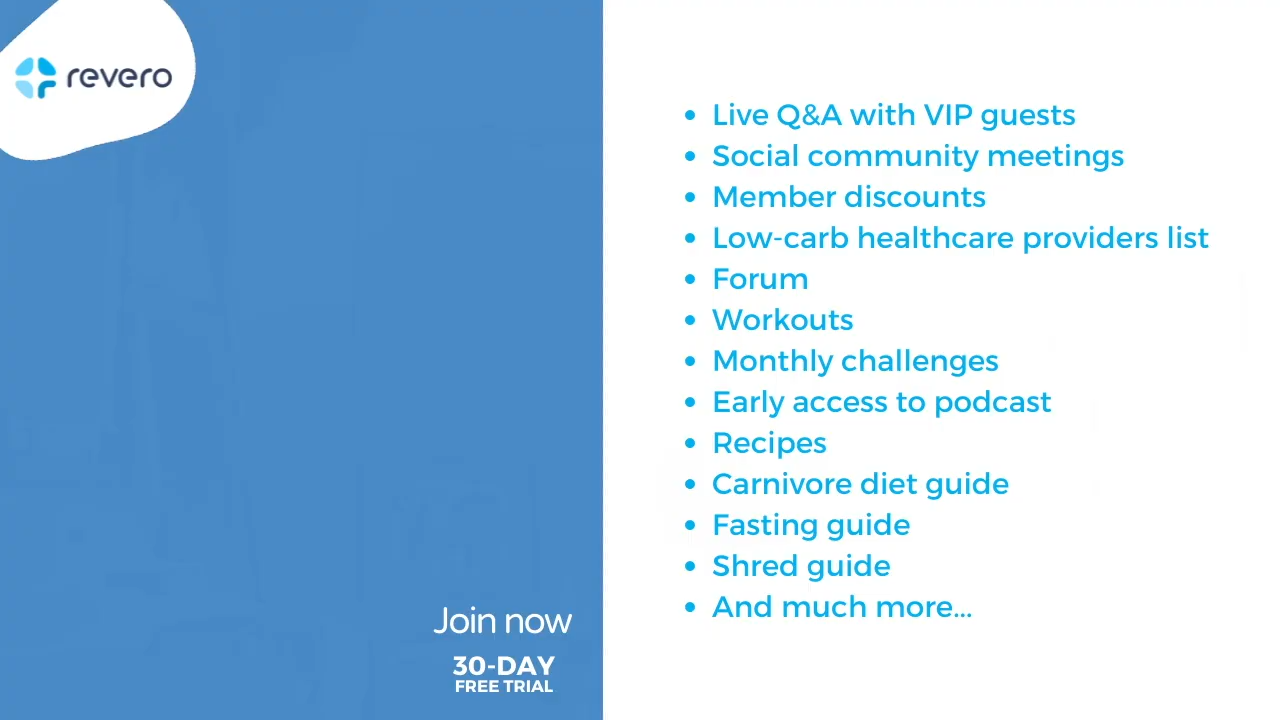 revero
• Live Q&A with VIP guests
• Social community meetings
• Member discounts
• Low-carb healthcare providers list
• Forum
• Workouts
• Monthly challenges
• Early access to podcast
• Recipes
• Carnivore diet guide
• Fasting guide
• Shred guide
• And much more...
Join now
30-DAY
FREE TRIAL